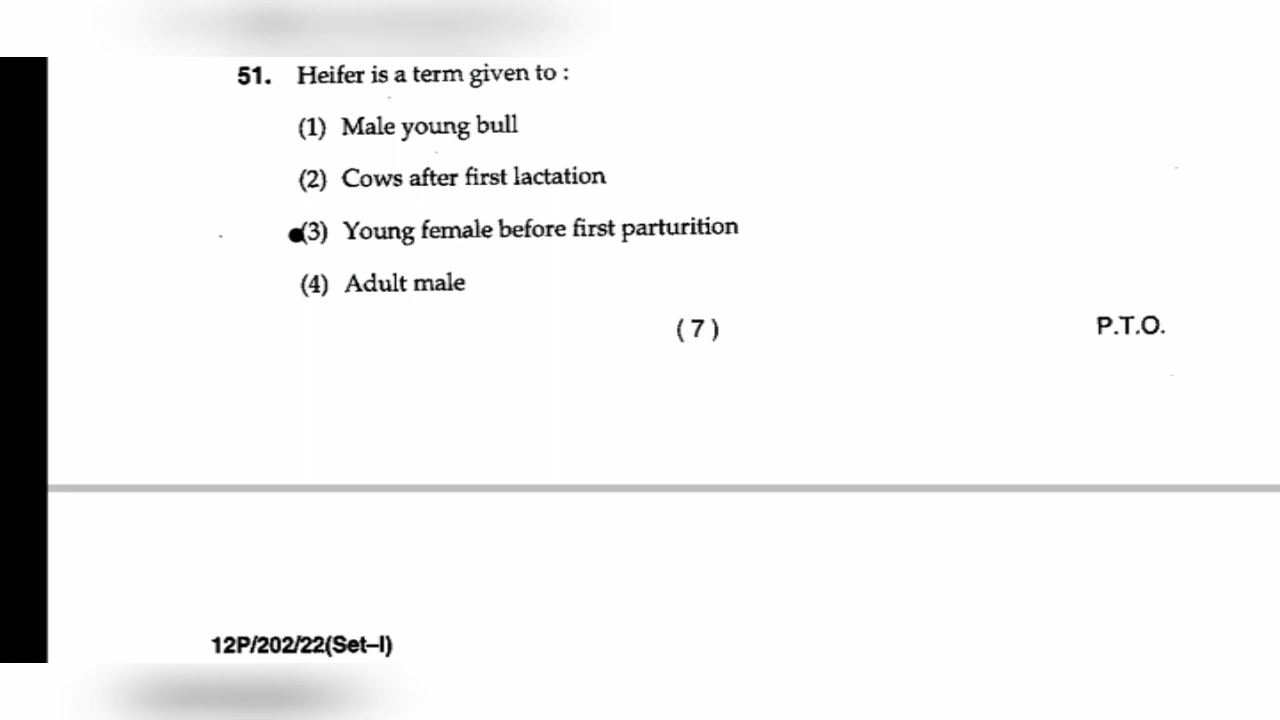 51. Heifer is a term given to :
(1) Male young bull
(2) Cows after first lactation
(3) Young female before first parturition
(4) Adult male
( 7 )
P.T.O.
12P/202/22(Set–I)